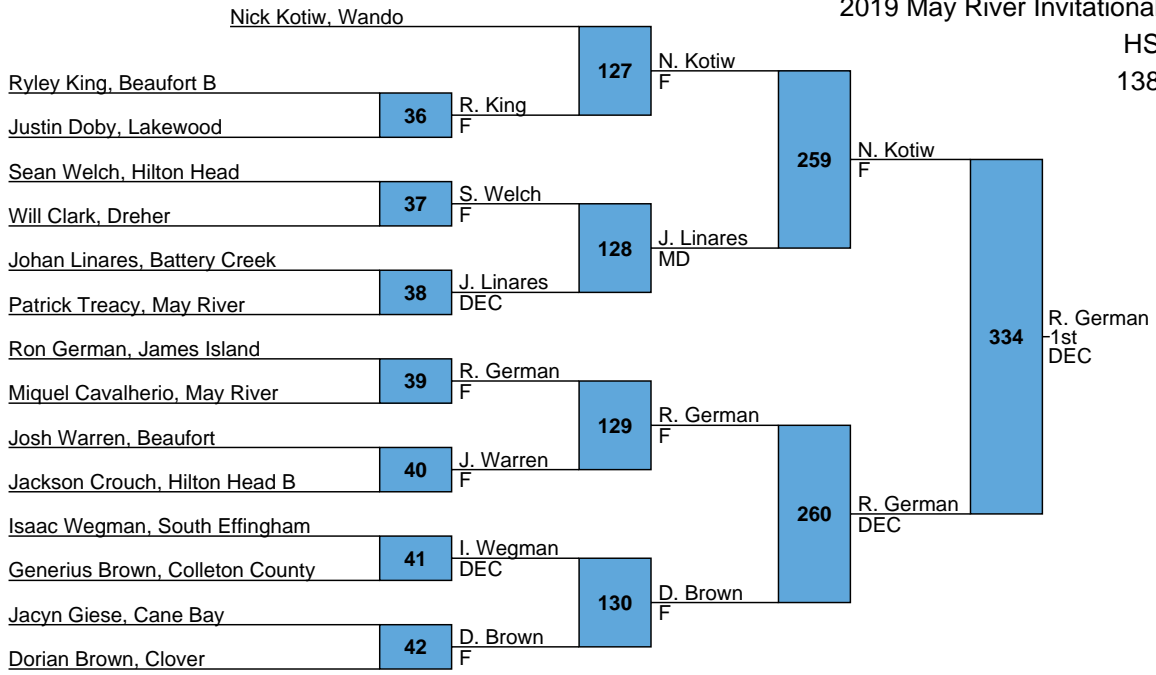 2019 May River Invitational
HS
138
Nick Kotiw, Wando
127
N. Kotiw
F
Ryley King, Beaufort B
36
R. King
F
Justin Doby, Lakewood
259
N. Kotiw
F
Sean Welch, Hilton Head
37
S. Welch
F
Will Clark, Dreher
128
J. Linares
MD
Johan Linares, Battery Creek
38
J. Linares
DEC
Patrick Treacy, May River
334
R. German
1st
DEC
Ron German, James Island
39
R. German
F
Miquel Cavalherio, May River
129
R. German
F
Josh Warren, Beaufort
40
J. Warren
F
Jackson Crouch, Hilton Head B
260
R. German
DEC
Isaac Wegman, South Effingham
41
I. Wegman
DEC
Generius Brown, Colleton County
130
D. Brown
F
Jacyn Giese, Cane Bay
42
D. Brown
F
Dorian Brown, Clover